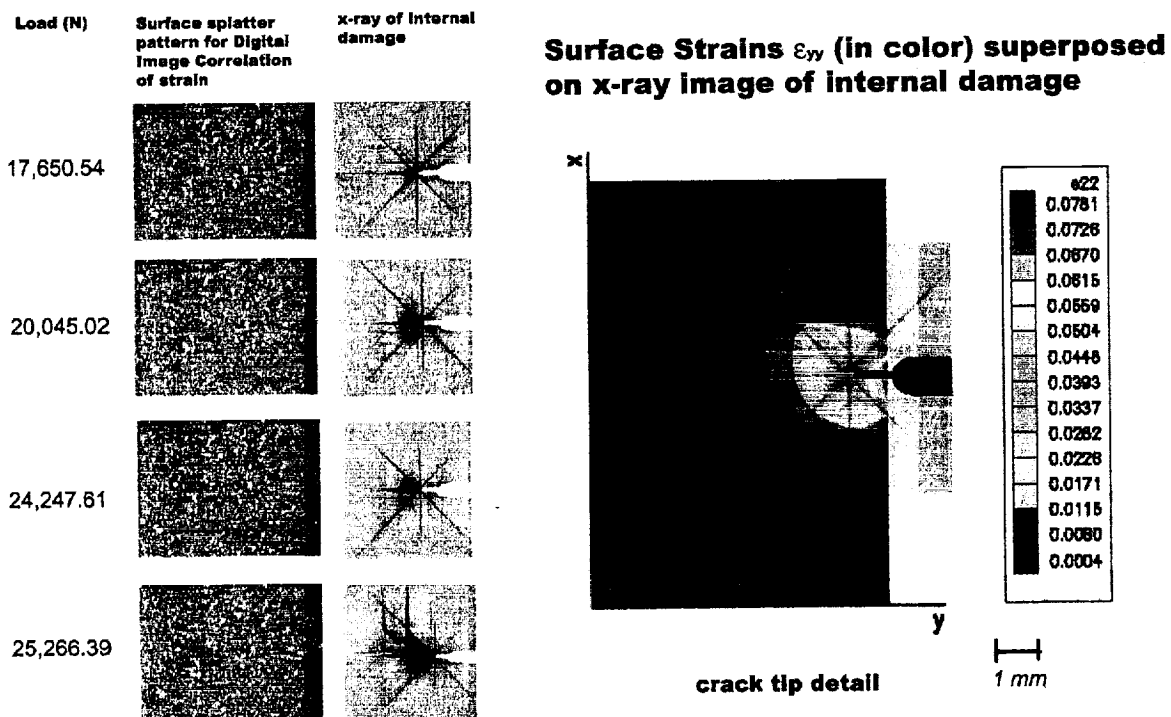 Load (N)
Surface splatter
pattern for Digital
Image Correlation
of strain
x-ray of internal
damage
17,650.54
20,045.02
24,247.61
25,266.39
Surface Strains εyy (in color) superposed
on x-ray image of internal damage
x
y
e22
0.0781
0.0726
0.0670
0.0615
0.0559
0.0504
0.0448
0.0393
0.0337
0.0282
0.0226
0.0171
0.0115
0.0060
0.0004
crack tip detail
1 mm